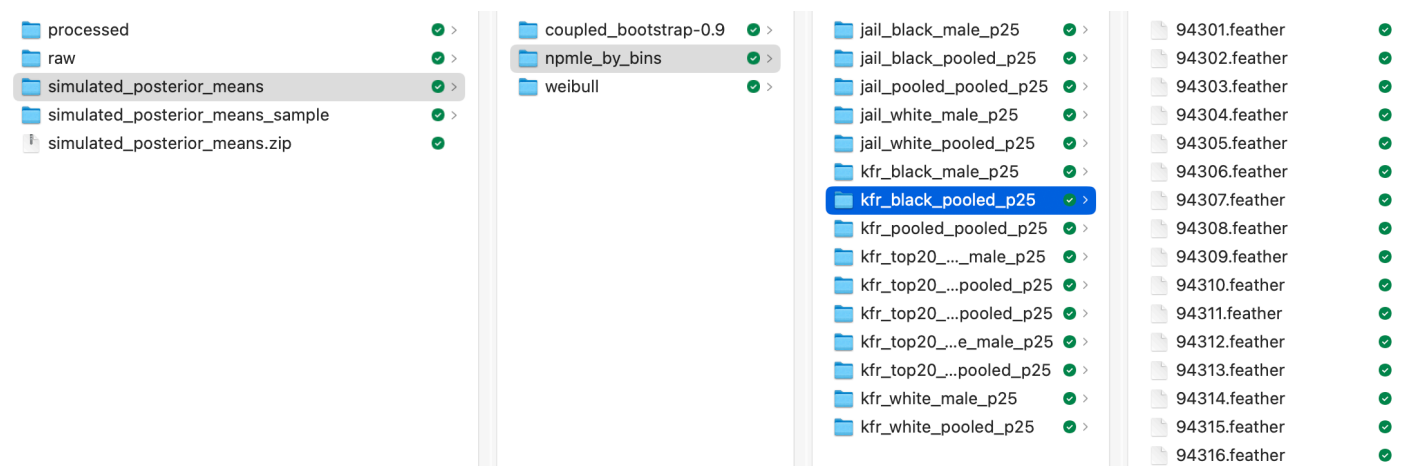 processed
raw
simulated_posterior_means
simulated_posterior_means_sample
simulated_posterior_means.zip
coupled_bootstrap-0.9
npmle_by_bins
weibull
jail_black_male_p25
jail_black_pooled_p25
jail_pooled_pooled_p25
jail_white_male_p25
jail_white_pooled_p25
kfr_black_male_p25
kfr_black_pooled_p25
kfr_pooled_pooled_p25
kfr_top20_..._male_p25
kfr_top20_...pooled_p25
kfr_top20_...pooled_p25
kfr_top20_...e_male_p25
kfr_top20_...pooled_p25
kfr_white_male_p25
kfr_white_pooled_p25
94301.feather
94302.feather
94303.feather
94304.feather
94305.feather
94306.feather
94307.feather
94308.feather
94309.feather
94310.feather
94311.feather
94312.feather
94313.feather
94314.feather
94315.feather
94316.feather